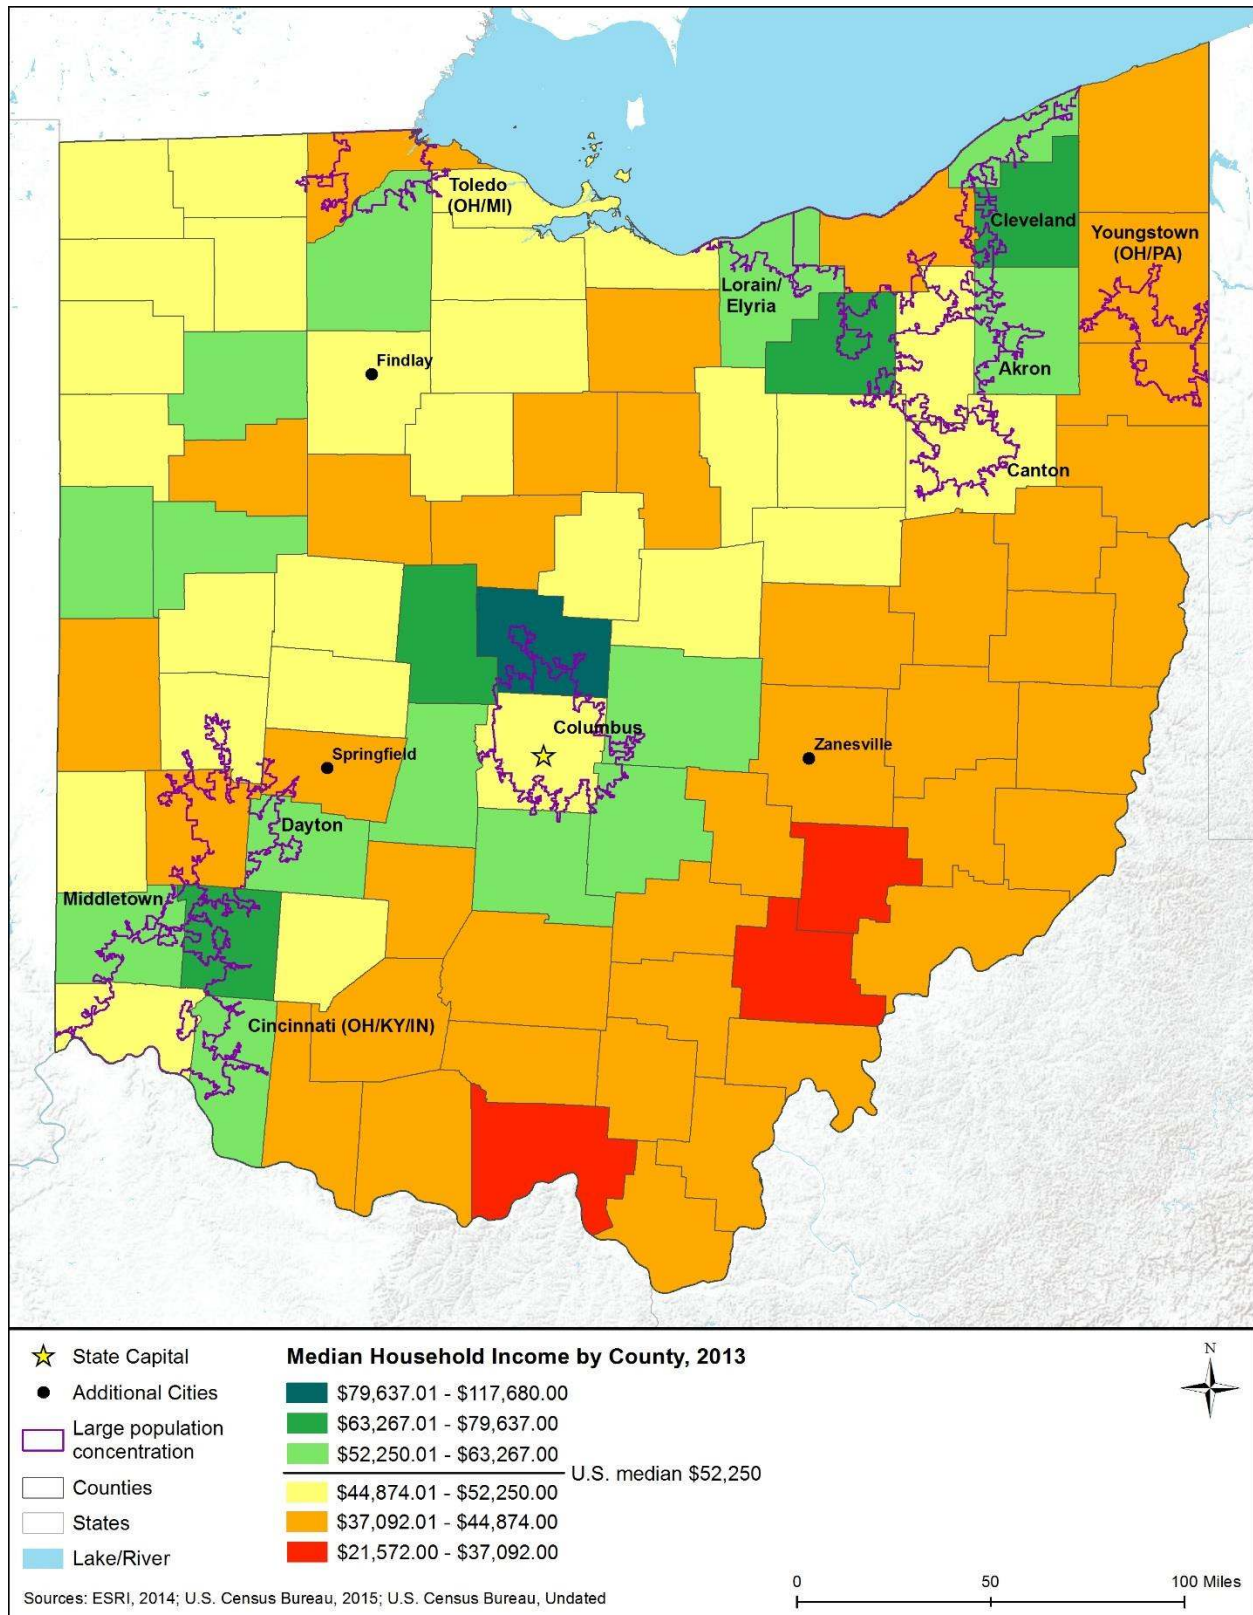 Toledo
(OH/MI)
Cleveland
Youngstown
(OH/PA)
Lorain/
Elyria
Findlay
Akron
Canton
Columbus
Springfield
Zanesville
Dayton
Middletown
Cincinnati (OH/KY/IN)
State Capital
Additional Cities
Large population
concentration
Counties
States
Lake/River
Median Household Income by County, 2013
$79,637.01 - $117,680.00
$63,267.01 - $79,637.00
$52,250.01 - $63,267.00
U.S. median $52,250
$44,874.01 - $52,250.00
$37,092.01 - $44,874.00
$21,572.00 - $37,092.00
N
Sources: ESRI, 2014; U.S. Census Bureau, 2015; U.S. Census Bureau, Undated
0 50 100 Miles